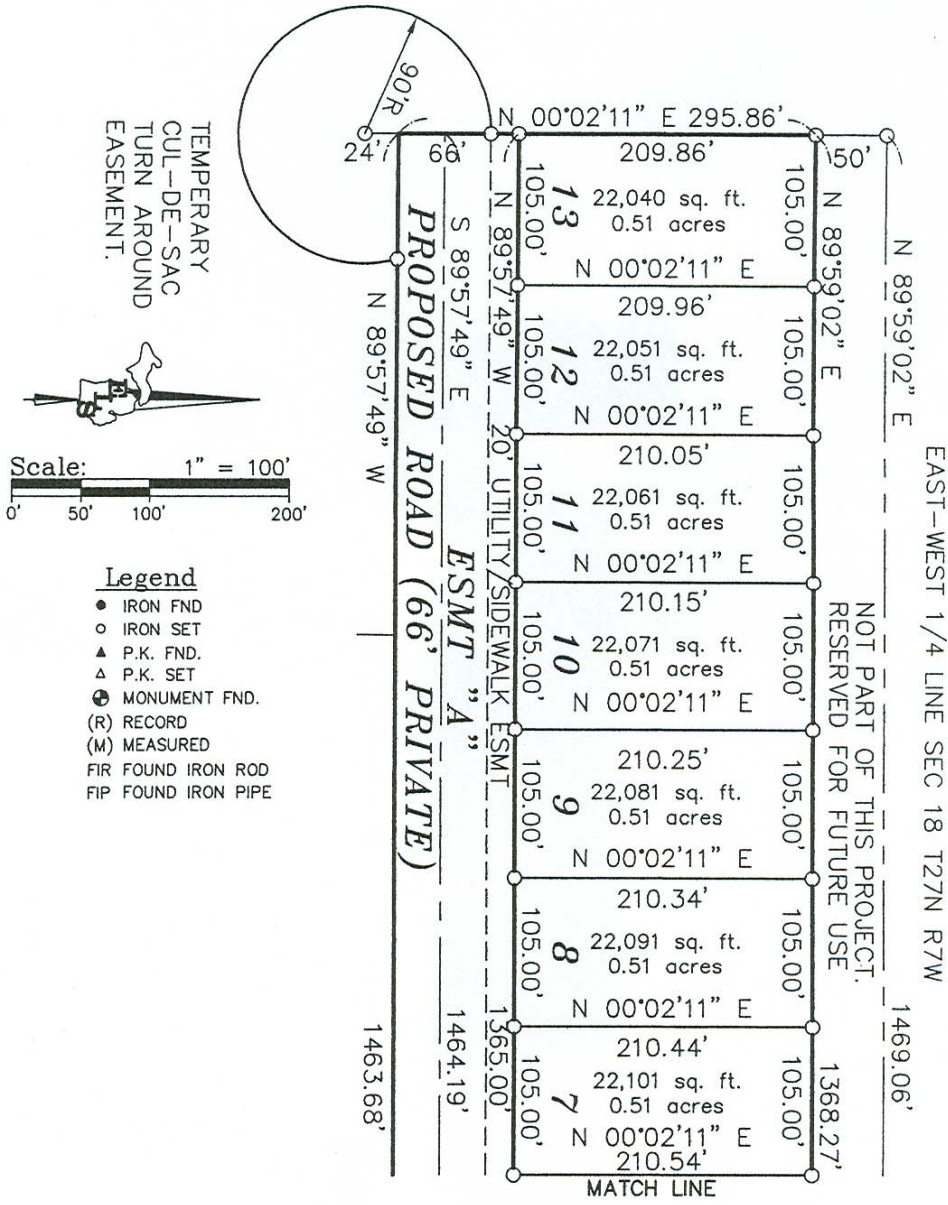 EAST-WEST 1/4 LINE SEC 18 T27N R7W
N 89°59'02" E
1469.06'
50'
NOT PART OF THIS PROJECT.
RESERVED FOR FUTURE USE
N 89°59'02" E
1368.27'
N 00°02'11" E 295.86'
209.86'
105.00'
13
22,040 sq. ft.
0.51 acres
105.00'
N 00°02'11" E
209.96'
105.00'
12
22,051 sq. ft.
0.51 acres
105.00'
N 00°02'11" E
210.05'
105.00'
11
22,061 sq. ft.
0.51 acres
105.00'
N 00°02'11" E
210.15'
105.00'
10
22,071 sq. ft.
0.51 acres
105.00'
N 00°02'11" E
210.25'
105.00'
9
22,081 sq. ft.
0.51 acres
105.00'
N 00°02'11" E
210.34'
105.00'
8
22,091 sq. ft.
0.51 acres
105.00'
N 00°02'11" E
210.44'
105.00'
7
22,101 sq. ft.
0.51 acres
105.00'
N 00°02'11" E
210.54'
MATCH LINE
N 89°57'49" W
20' UTILITY/SIDEWALK ESMT
1365.00'
S 89°57'49" E
ESMT "A"
1464.19'
PROPOSED ROAD (66' PRIVATE)
N 89°57'49" W
1463.68'
90'R
24'
66'
TEMPERARY
CUL-DE-SAC
TURN AROUND
EASEMENT.
Scale: 1" = 100'
0' 50' 100' 200'
Legend
IRON FND
IRON SET
P.K. FND.
P.K. SET
MONUMENT FND.
(R) RECORD
(M) MEASURED
FIR FOUND IRON ROD
FIP FOUND IRON PIPE